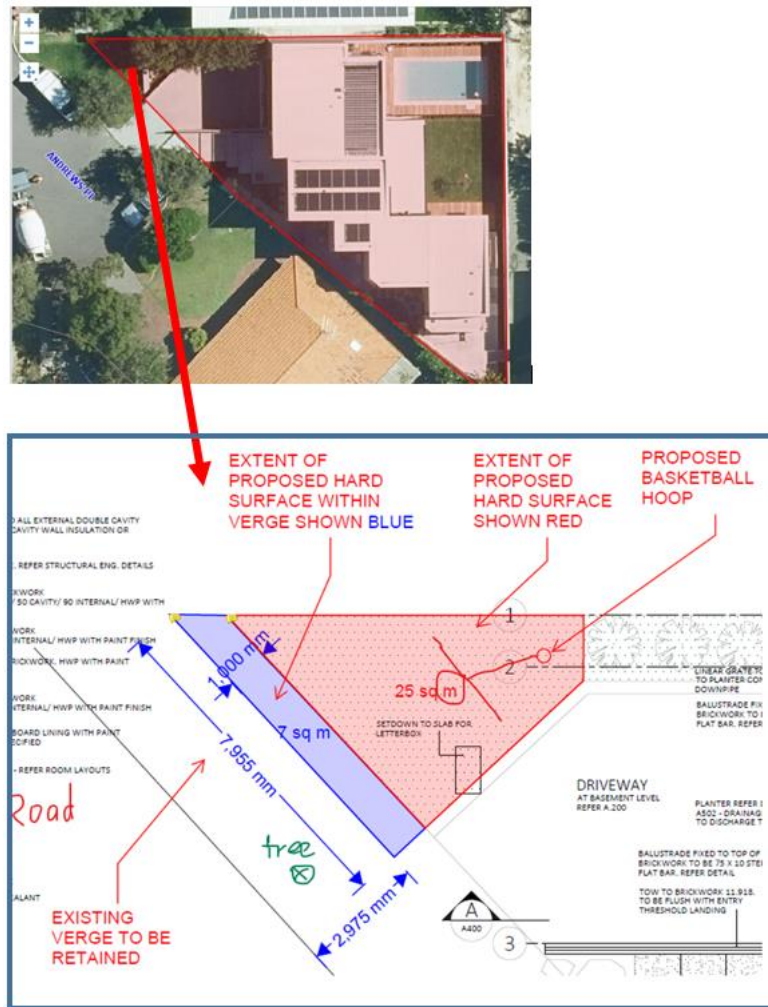 +
−
ANDREWS PL
EXTENT OF
PROPOSED HARD
SURFACE WITHIN
VERGE SHOWN BLUE
EXTENT OF
PROPOSED
HARD SURFACE
SHOWN RED
PROPOSED
BASKETBALL
HOOP
ALL EXTERNAL DOUBLE CAVITY
CAVITY WALL INSULATION OR
. REFER STRUCTURAL ENG. DETAILS
/ 50 CAVITY/ 90 INTERNAL/ HWP WITH
INTERNAL/ HWP WITH PAINT FINISH
RICKWORK. HWP WITH PAINT
INTERNAL/ HWP WITH PAINT FINISH
BOARD LINING WITH PAINT
- REFER ROOM LAYOUTS
1
2
1,000 mm
25 sq m
7 sq m
7,955 mm
SETDOWN TO SLAB FOR
LETTERBOX
LINEAR GRATE TO
TO PLANTER CON
DOWNPIPE
BALUSTRADE FIX
BRICKWORK TO
FLAT BAR. REFER
Road
tree
DRIVEWAY
AT BASEMENT LEVEL
REFER A.200
PLANTER REFER
A502 - DRAINAG
TO DISCHARGE T
BALUSTRADE FIXED TO TOP OF
BRICKWORK TO BE 75 X 10 STE
FLAT BAR. REFER DETAIL
TOW TO BRICKWORK 11.918.
TO BE FLUSH WITH ENTRY
THRESHOLD LANDING
EXISTING
VERGE TO BE
RETAINED
2,975 mm
A
A400
3